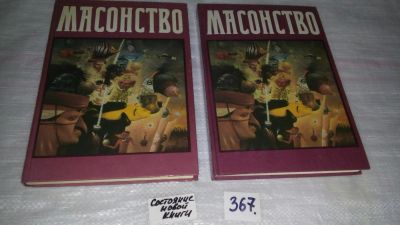 МАСОНСТВО
МАСОНСТВО
Состояние
новой
книги
367.